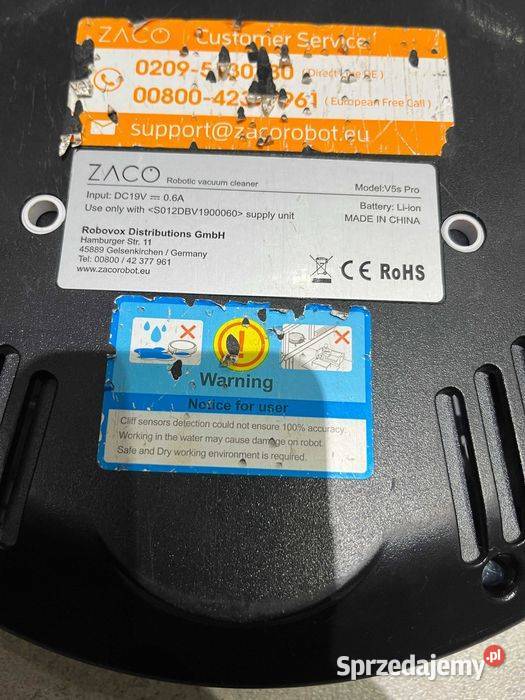 ZACO Customer Service
(Direct Line DE)
(European Free Call)
support@zacorobot.eu
ZACO Robotic vacuum cleaner
Model:V5s Pro
Input: DC19V ⎓ 0.6A
Battery: Li-ion
Use only with <S012DBV1900060> supply unit
MADE IN CHINA
Robovox Distributions GmbH
Hamburger Str. 11
45889 Gelsenkirchen / Germany
Tel: 00800 / 42 377 961
www.zacorobot.eu
CE RoHS
Warning
Notice for user
Cliff sensors detection could not ensure 100% accuracy.
Working in the water may cause damage on robot.
Safe and Dry working environment is required.
Sprzedajemy.pl